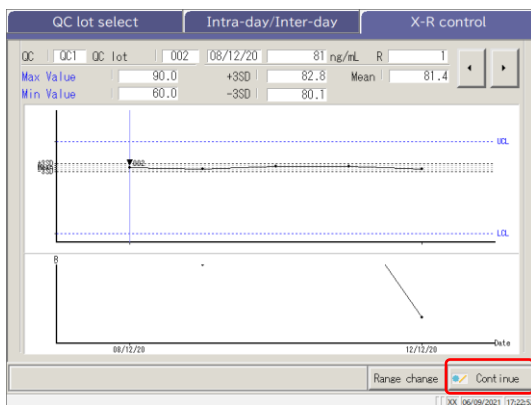 QC lot select Intra-day/Inter-day X-R control
QC QC1 QC lot 002 08/12/20 81 ng/mL R 1
Max Value 90.0 +3SD 82.8 Mean 81.4
Min Value 60.0 -3SD 80.1
UCL
002
LCL
R
08/12/20 12/12/20 Date
Range change Continue
XX 06/09/2021